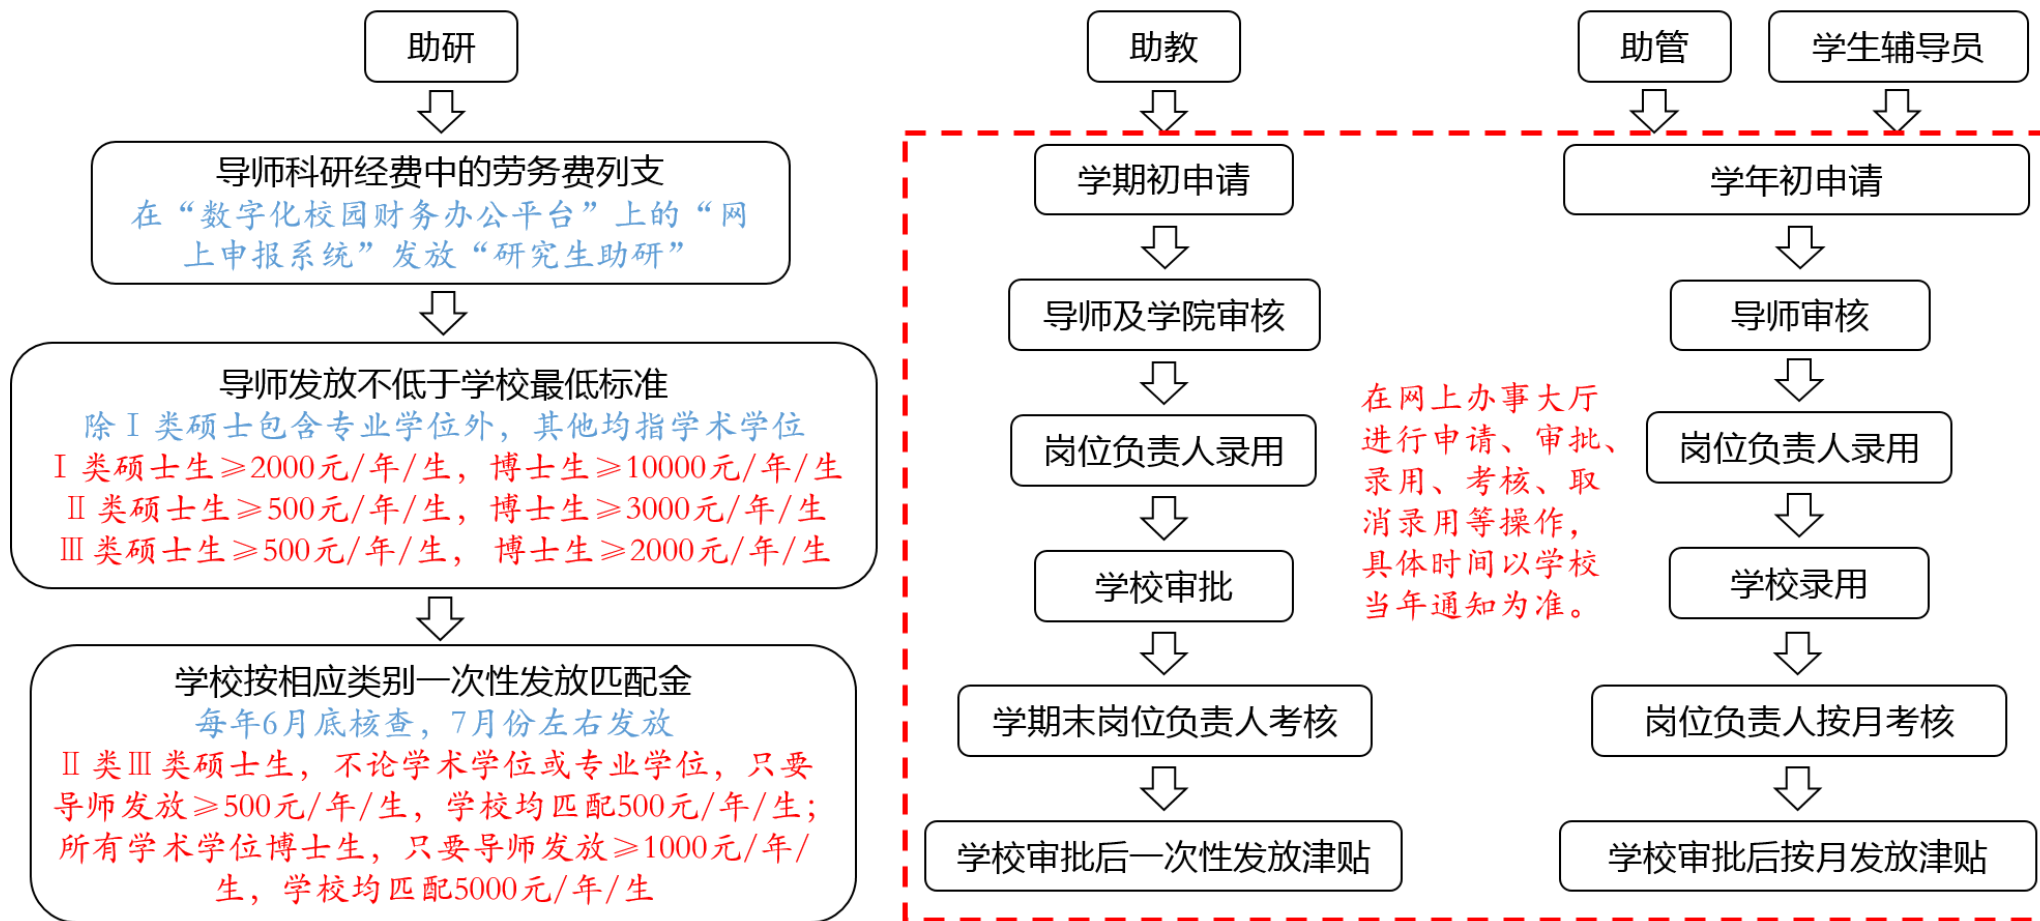 助研
导师科研经费中的劳务费列支
在“数字化校园财务办公平台”上的“网
上申报系统”发放“研究生助研”
导师发放不低于学校最低标准
除Ⅰ类硕士包含专业学位外，其他均指学术学位
Ⅰ类硕士生≥2000元/年/生，博士生≥10000元/年/生
Ⅱ类硕士生≥500元/年/生，博士生≥3000元/年/生
Ⅲ类硕士生≥500元/年/生， 博士生≥2000元/年/生
学校按相应类别一次性发放匹配金
每年6月底核查，7月份左右发放
Ⅱ类Ⅲ类硕士生，不论学术学位或专业学位，只要
导师发放≥500元/年/生，学校均匹配500元/年/生；
所有学术学位博士生，只要导师发放≥1000元/年/
生，学校均匹配5000元/年/生
助教
学期初申请
导师及学院审核
岗位负责人录用
学校审批
学期末岗位负责人考核
学校审批后一次性发放津贴
在网上办事大厅
进行申请、审批、
录用、考核、取
消录用等操作，
具体时间以学校
当年通知为准。
助管
学生辅导员
学年初申请
导师审核
岗位负责人录用
学校录用
岗位负责人按月考核
学校审批后按月发放津贴